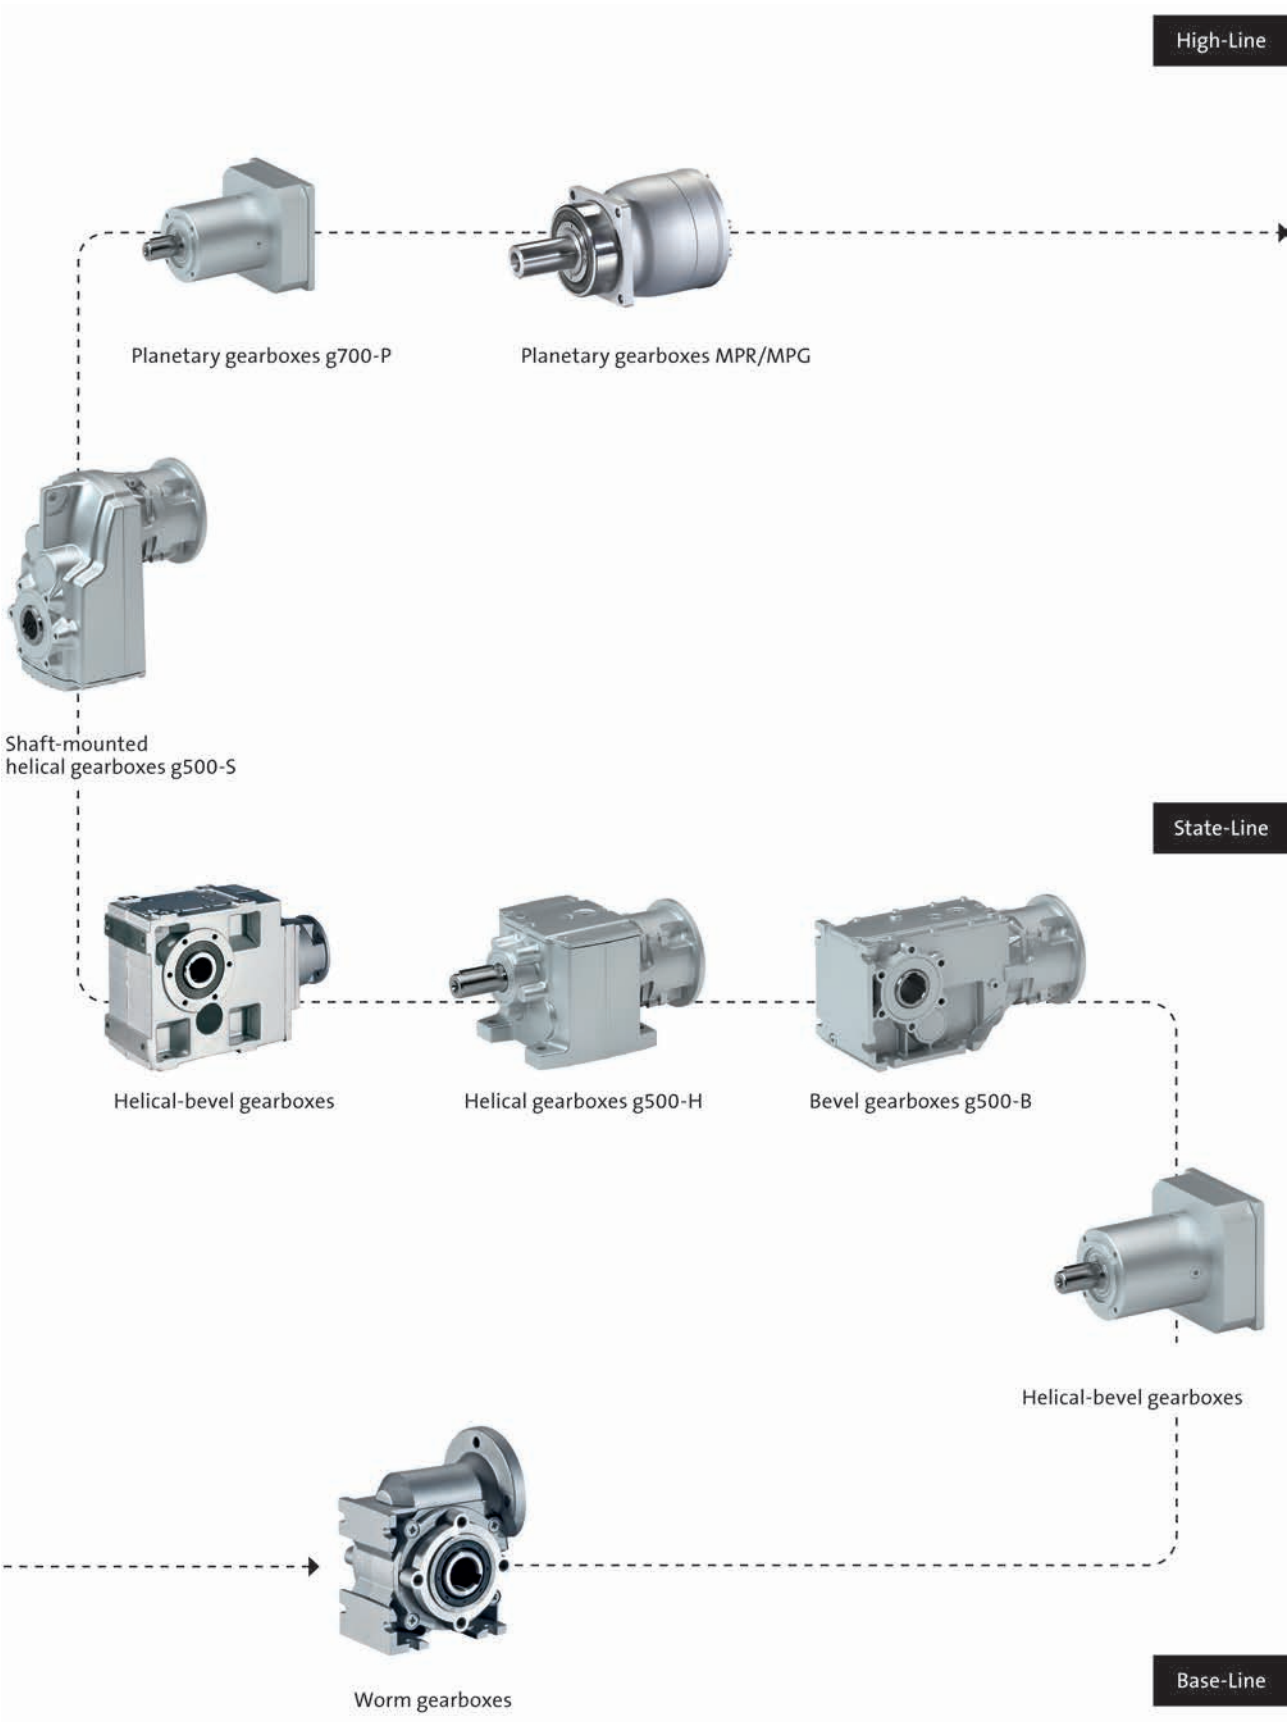 High-Line
Planetary gearboxes g700-P
Planetary gearboxes MPR/MPG
Shaft-mounted
helical gearboxes g500-S
State-Line
Helical-bevel gearboxes
Helical gearboxes g500-H
Bevel gearboxes g500-B
Helical-bevel gearboxes
Worm gearboxes
Base-Line